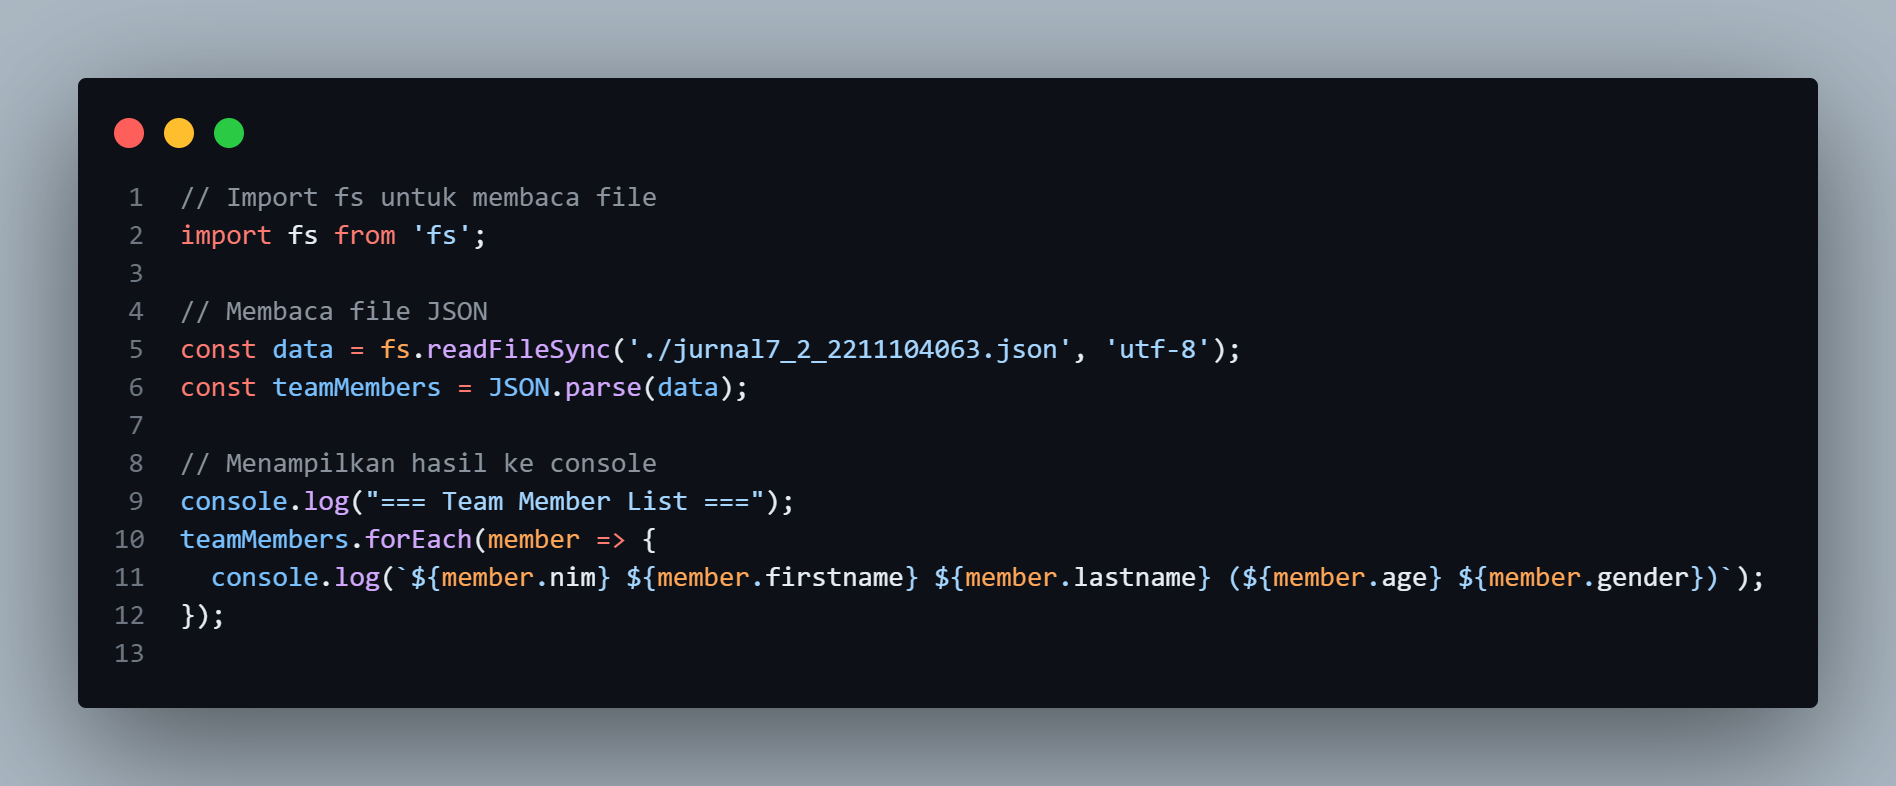 1 // Import fs untuk membaca file
2 import fs from 'fs';
3
4 // Membaca file JSON
5 const data = fs.readFileSync('./jurnal7_2_2211104063.json', 'utf-8');
6 const teamMembers = JSON.parse(data);
7
8 // Menampilkan hasil ke console
9 console.log("=== Team Member List ===");
10 teamMembers.forEach(member => {
11   console.log(`${member.nim} ${member.firstname} ${member.lastname} (${member.age} ${member.gender})`);
12 });
13